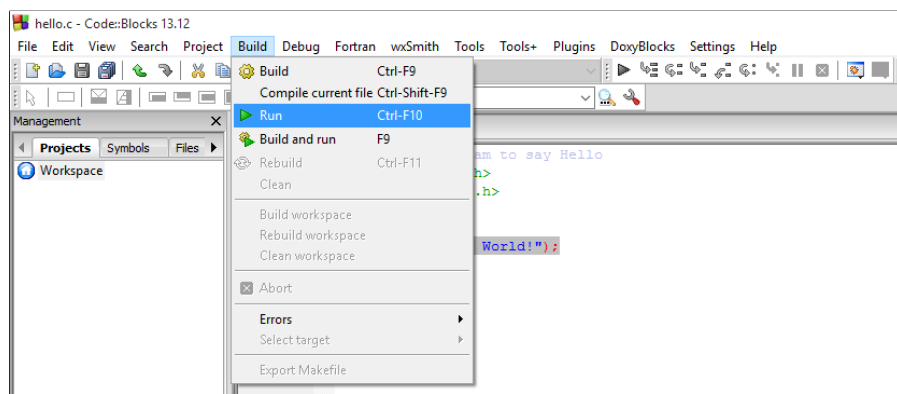 hello.c - Code::Blocks 13.12
File Edit View Search Project Build Debug Fortran wxSmith Tools Tools+ Plugins DoxyBlocks Settings Help
Management
Projects Symbols Files
Workspace
Build Ctrl-F9
Compile current file Ctrl-Shift-F9
Run Ctrl-F10
Build and run F9
Rebuild Ctrl-F11
Clean
Build workspace
Rebuild workspace
Clean workspace
Abort
Errors
Select target
Export Makefile
am to say Hello
h>
.h>
World!");